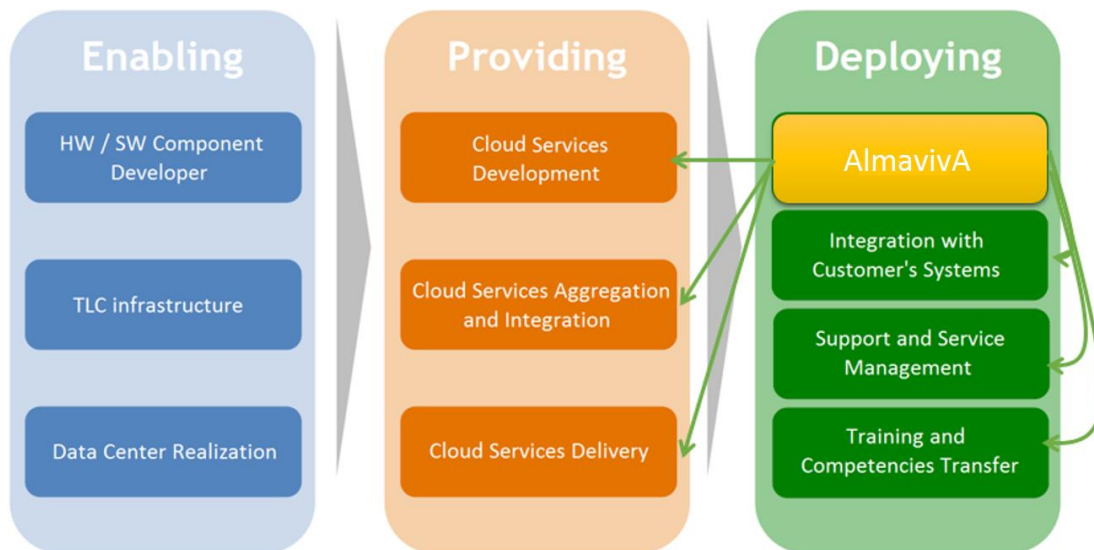 Enabling
HW / SW Component
Developer
TLC infrastructure
Data Center Realization
Providing
Cloud Services
Development
Cloud Services Aggregation
and Integration
Cloud Services Delivery
Deploying
AlmavivA
Integration with
Customer's Systems
Support and Service
Management
Training and
Competencies Transfer